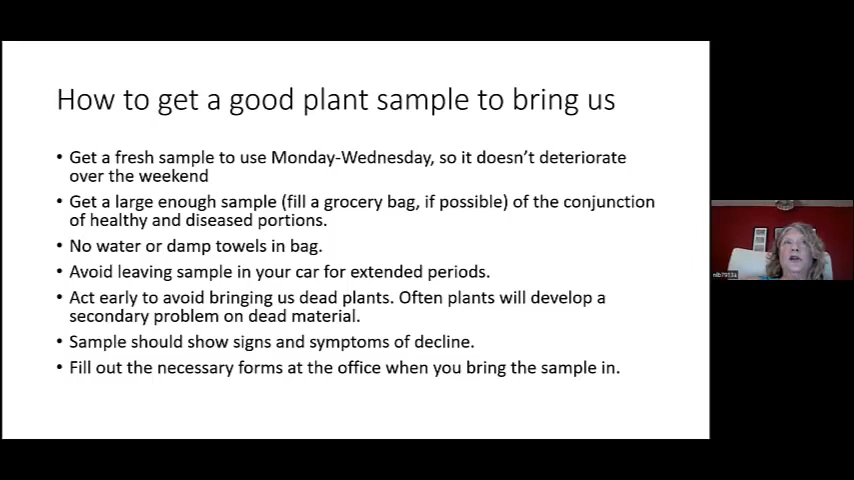 How to get a good plant sample to bring us
• Get a fresh sample to use Monday-Wednesday, so it doesn't deteriorate
over the weekend
• Get a large enough sample (fill a grocery bag, if possible) of the conjunction
of healthy and diseased portions.
• No water or damp towels in bag.
• Avoid leaving sample in your car for extended periods.
• Act early to avoid bringing us dead plants. Often plants will develop a
secondary problem on dead material.
• Sample should show signs and symptoms of decline.
• Fill out the necessary forms at the office when you bring the sample in.